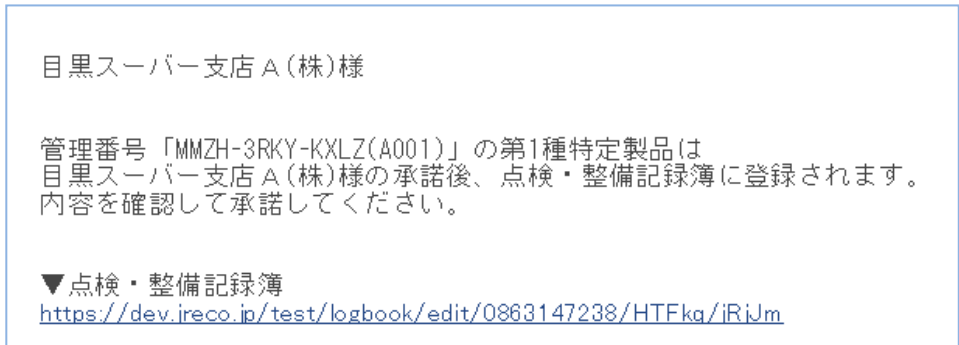 目黒スーパー支店Ａ(株)様
管理番号「MMZH-3RKY-KXLZ(A001)」の第1種特定製品は
目黒スーパー支店Ａ(株)様の承諾後、点検・整備記録簿に登録されます。
内容を確認して承諾してください。
▼点検・整備記録簿
https://dev.jreco.jp/test/logbook/edit/0863147238/HTFkq/jRjJm